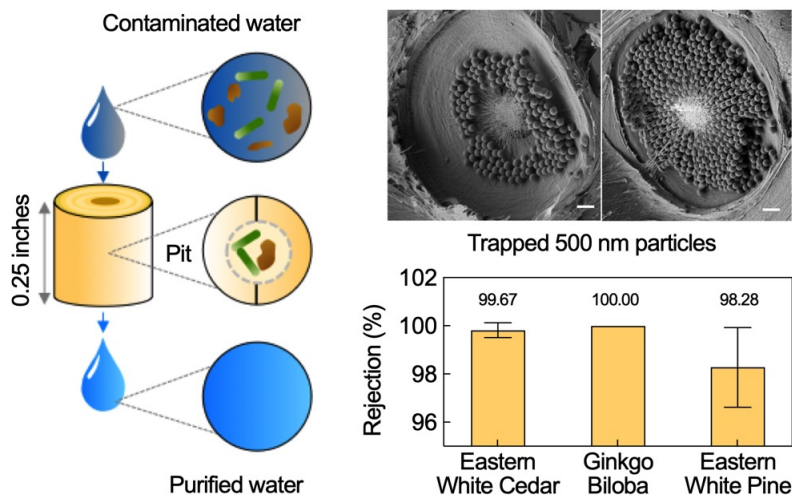 Contaminated water
0.25 inches
Pit
Purified water
Trapped 500 nm particles
Rejection (%)
102
100
98
96
99.67
100.00
98.28
Eastern
White Cedar
Ginkgo
Biloba
Eastern
White Pine